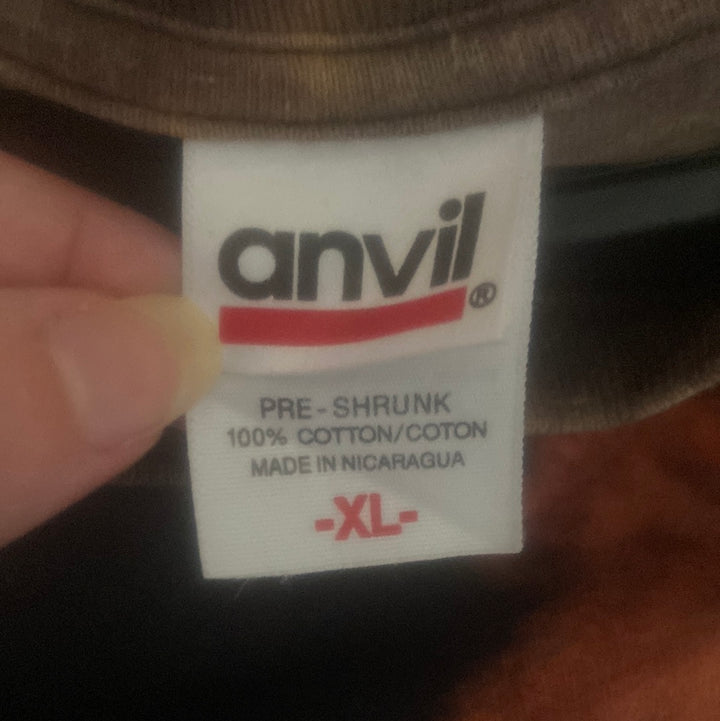 anvil®
PRE-SHRUNK
100% COTTON/COTON
MADE IN NICARAGUA
-XL-